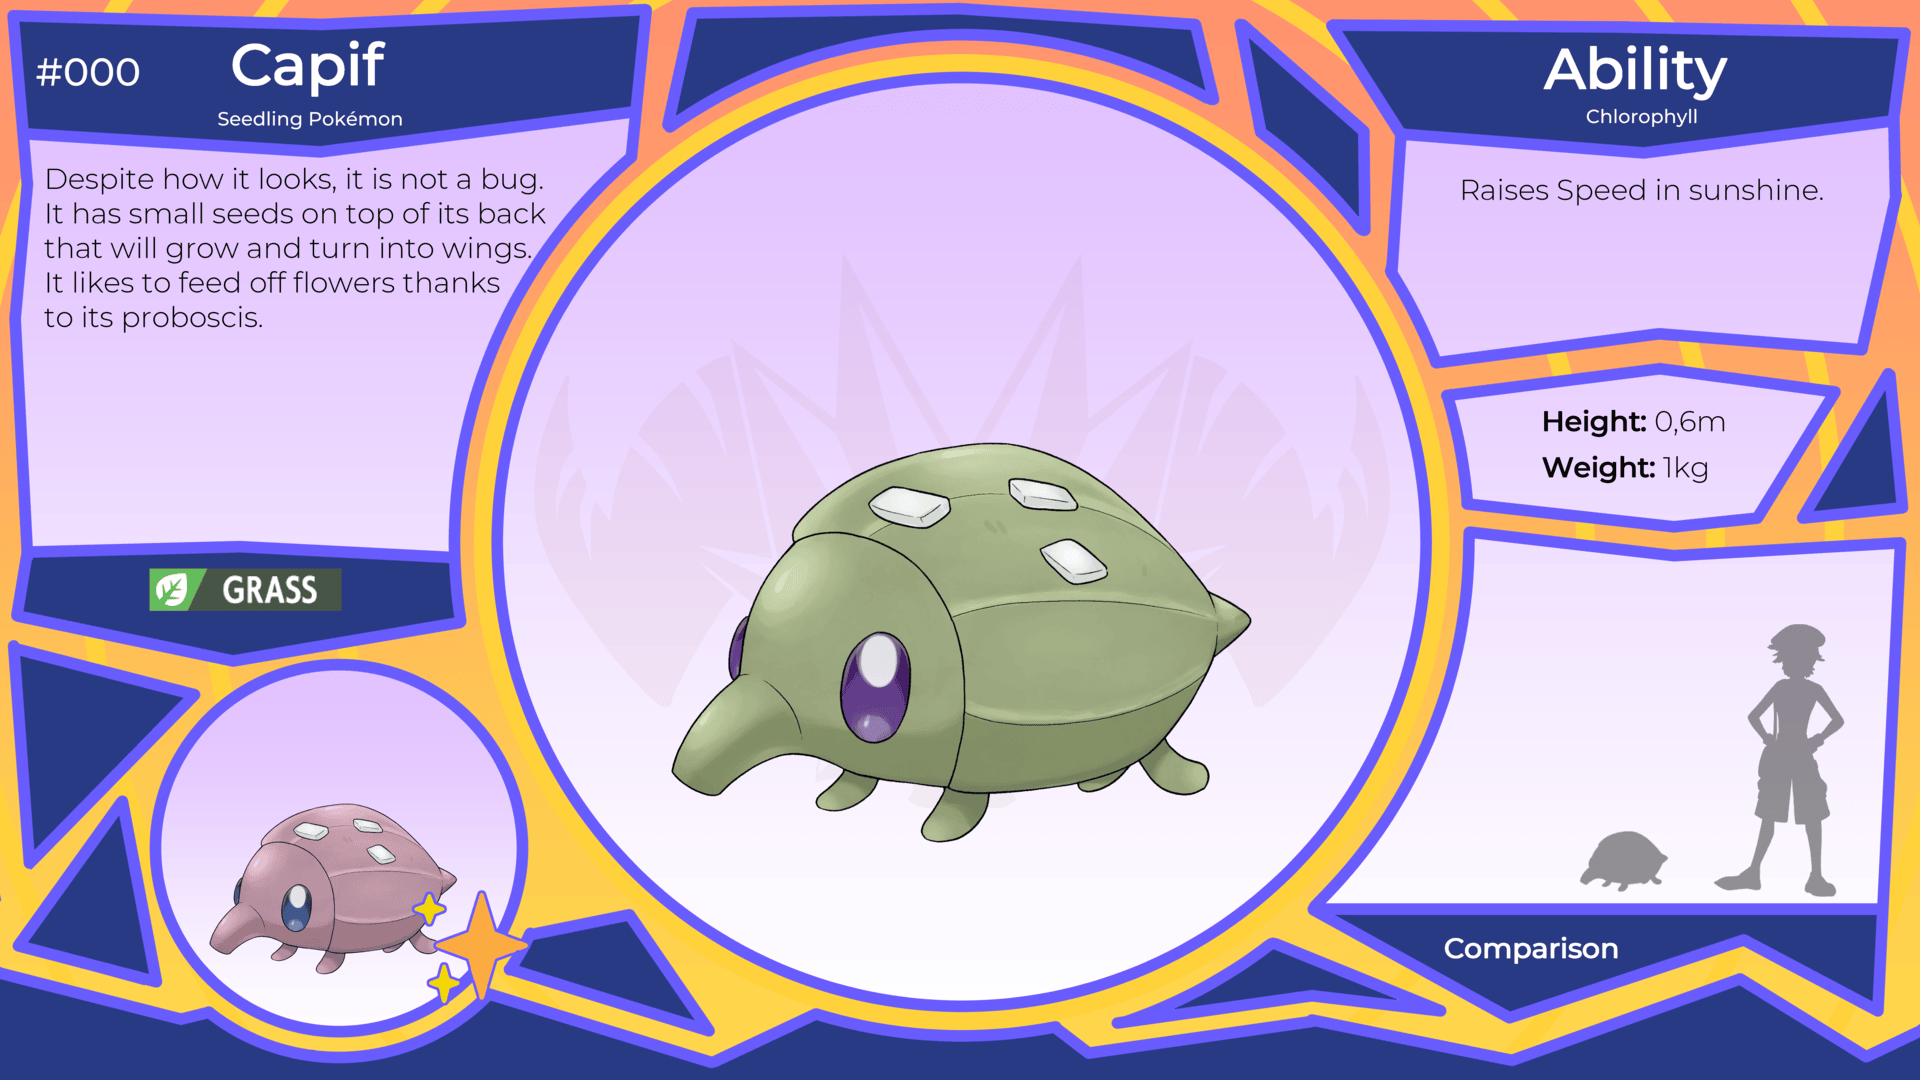 #000
Capif
Seedling Pokémon
Despite how it looks, it is not a bug.
It has small seeds on top of its back
that will grow and turn into wings.
It likes to feed off flowers thanks
to its proboscis.
GRASS
Ability
Chlorophyll
Raises Speed in sunshine.
Height: 0,6m
Weight: 1kg
Comparison